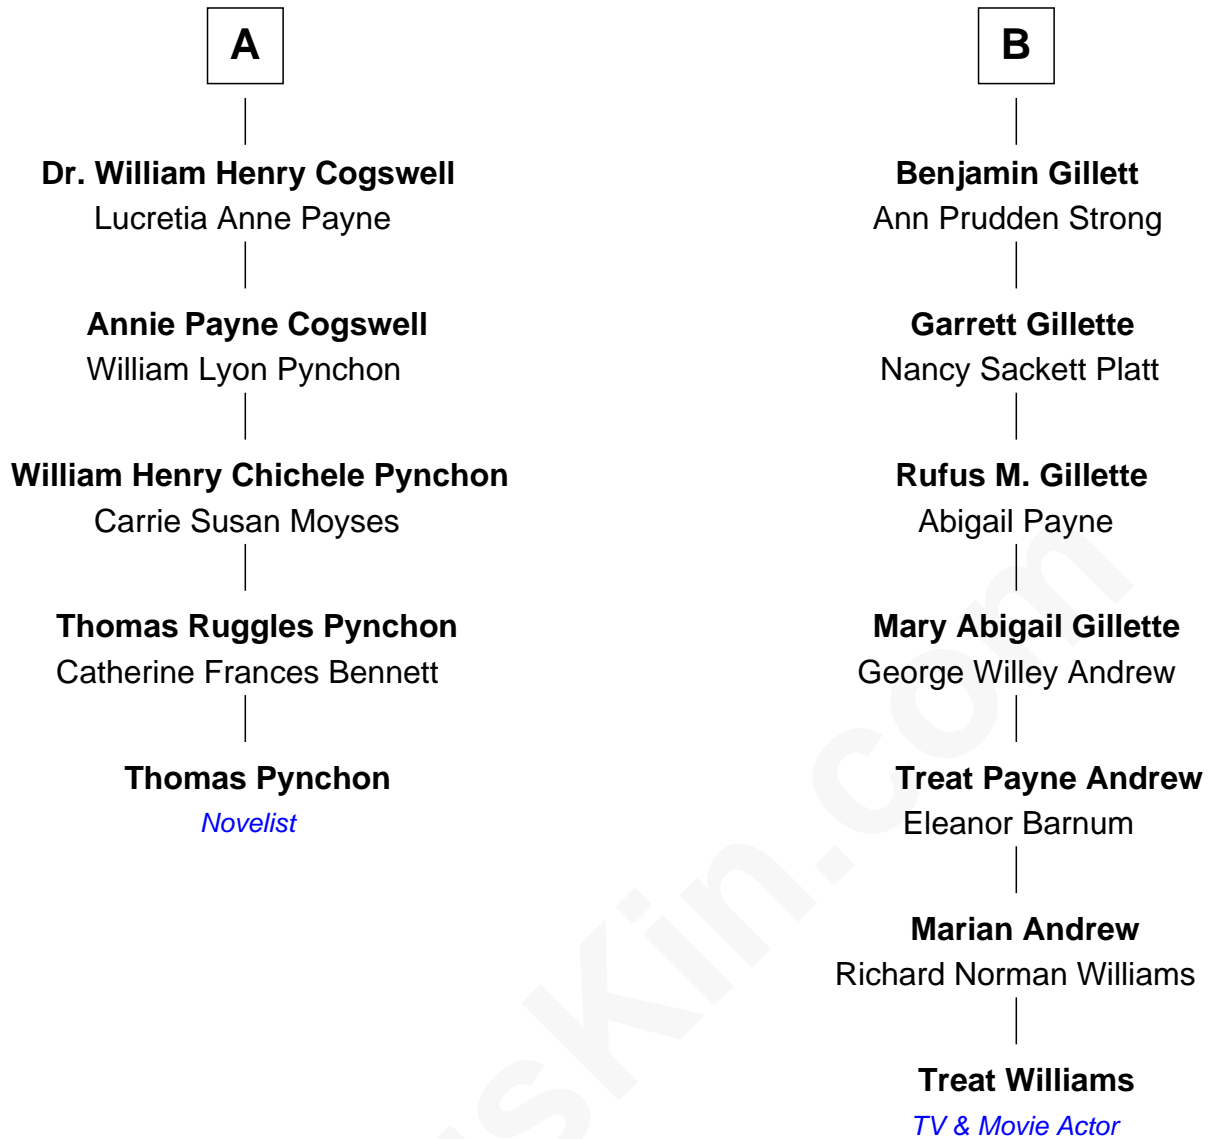 A
Dr. William Henry Cogswell
Lucretia Anne Payne
Annie Payne Cogswell
William Lyon Pynchon
William Henry Chichele Pynchon
Carrie Susan Moyses
Thomas Ruggles Pynchon
Catherine Frances Bennett
Thomas Pynchon
Novelist
B
Benjamin Gillett
Ann Prudden Strong
Garrett Gillette
Nancy Sackett Platt
Rufus M. Gillette
Abigail Payne
Mary Abigail Gillette
George Willey Andrew
Treat Payne Andrew
Eleanor Barnum
Marian Andrew
Richard Norman Williams
Treat Williams
TV & Movie Actor
usKin.com